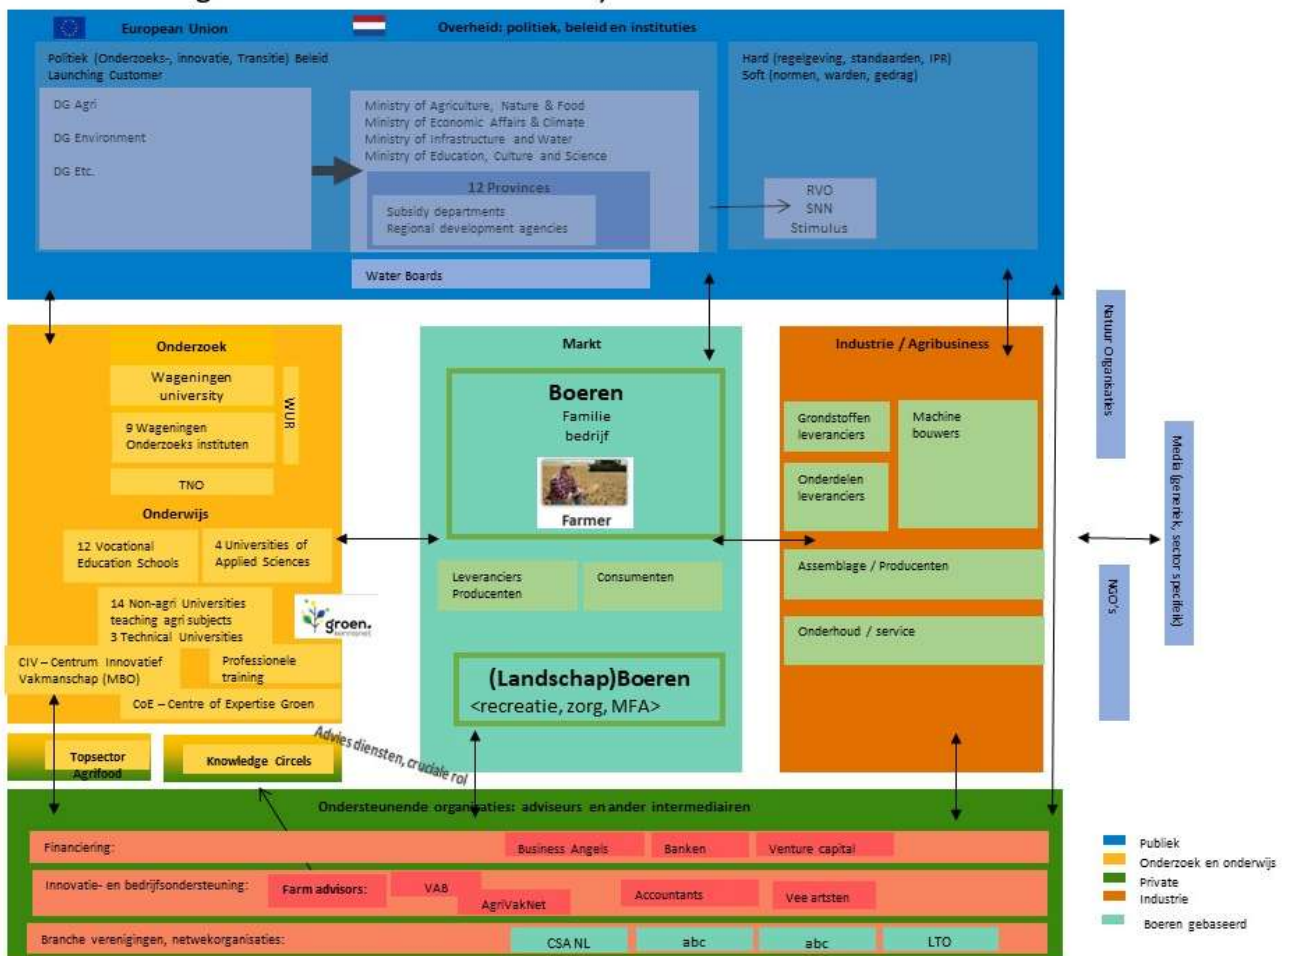 European Union
Overheid: politiek, beleid en instituties
Politiek (Onderzoeks-, innovatie, Transitie) Beleid
Launching Customer
Hard (regelgeving, standaarden, IPR)
Soft (normen, warden, gedrag)
DG Agri
DG Environment
DG Etc.
Ministry of Agriculture, Nature & Food
Ministry of Economic Affairs & Climate
Ministry of Infrastructure and Water
Ministry of Education, Culture and Science
12 Provinces
Subsidy departments
Regional development agencies
RVO
SNN
Stimulus
Water Boards
Onderzoek
Wageningen
university
WUR
9 Wageningen
Onderzoeks instituten
TNO
Onderwijs
12 Vocational
Education Schools
4 Universities of
Applied Sciences
14 Non-agri Universities
teaching agri subjects
3 Technical Universities
groen.
CIV – Centrum Innovatief
Vakmanschap (MBO)
Professionele
training
CoE – Centre of Expertise Groen
Topsector
Agrifood
Knowledge Circels
Advies diensten, cruciale rol
Markt
Boeren
Familie
bedrijf
Farmer
Leveranciers
Producenten
Consumenten
(Landschap)Boeren
<recreatie, zorg, MFA>
Industrie / Agribusiness
Grondstoffen
leveranciers
Machine
bouwers
Onderdelen
leveranciers
Assemblage / Producenten
Onderhoud / service
Natuur Organisaties
NGO's
Media (generiek, sector specifeik)
Ondersteunende organisaties: adviseurs en ander intermediairen
Financiering:
Business Angels
Banken
Venture capital
Innovatie- en bedrijfsondersteuning:
Farm advisors:
VAB
AgriVakNet
Accountants
Vee artsten
Branche verenigingen, netwekorganisaties:
CSA NL
abc
abc
LTO
Publiek
Onderzoek en onderwijs
Private
Industrie
Boeren gebaseerd